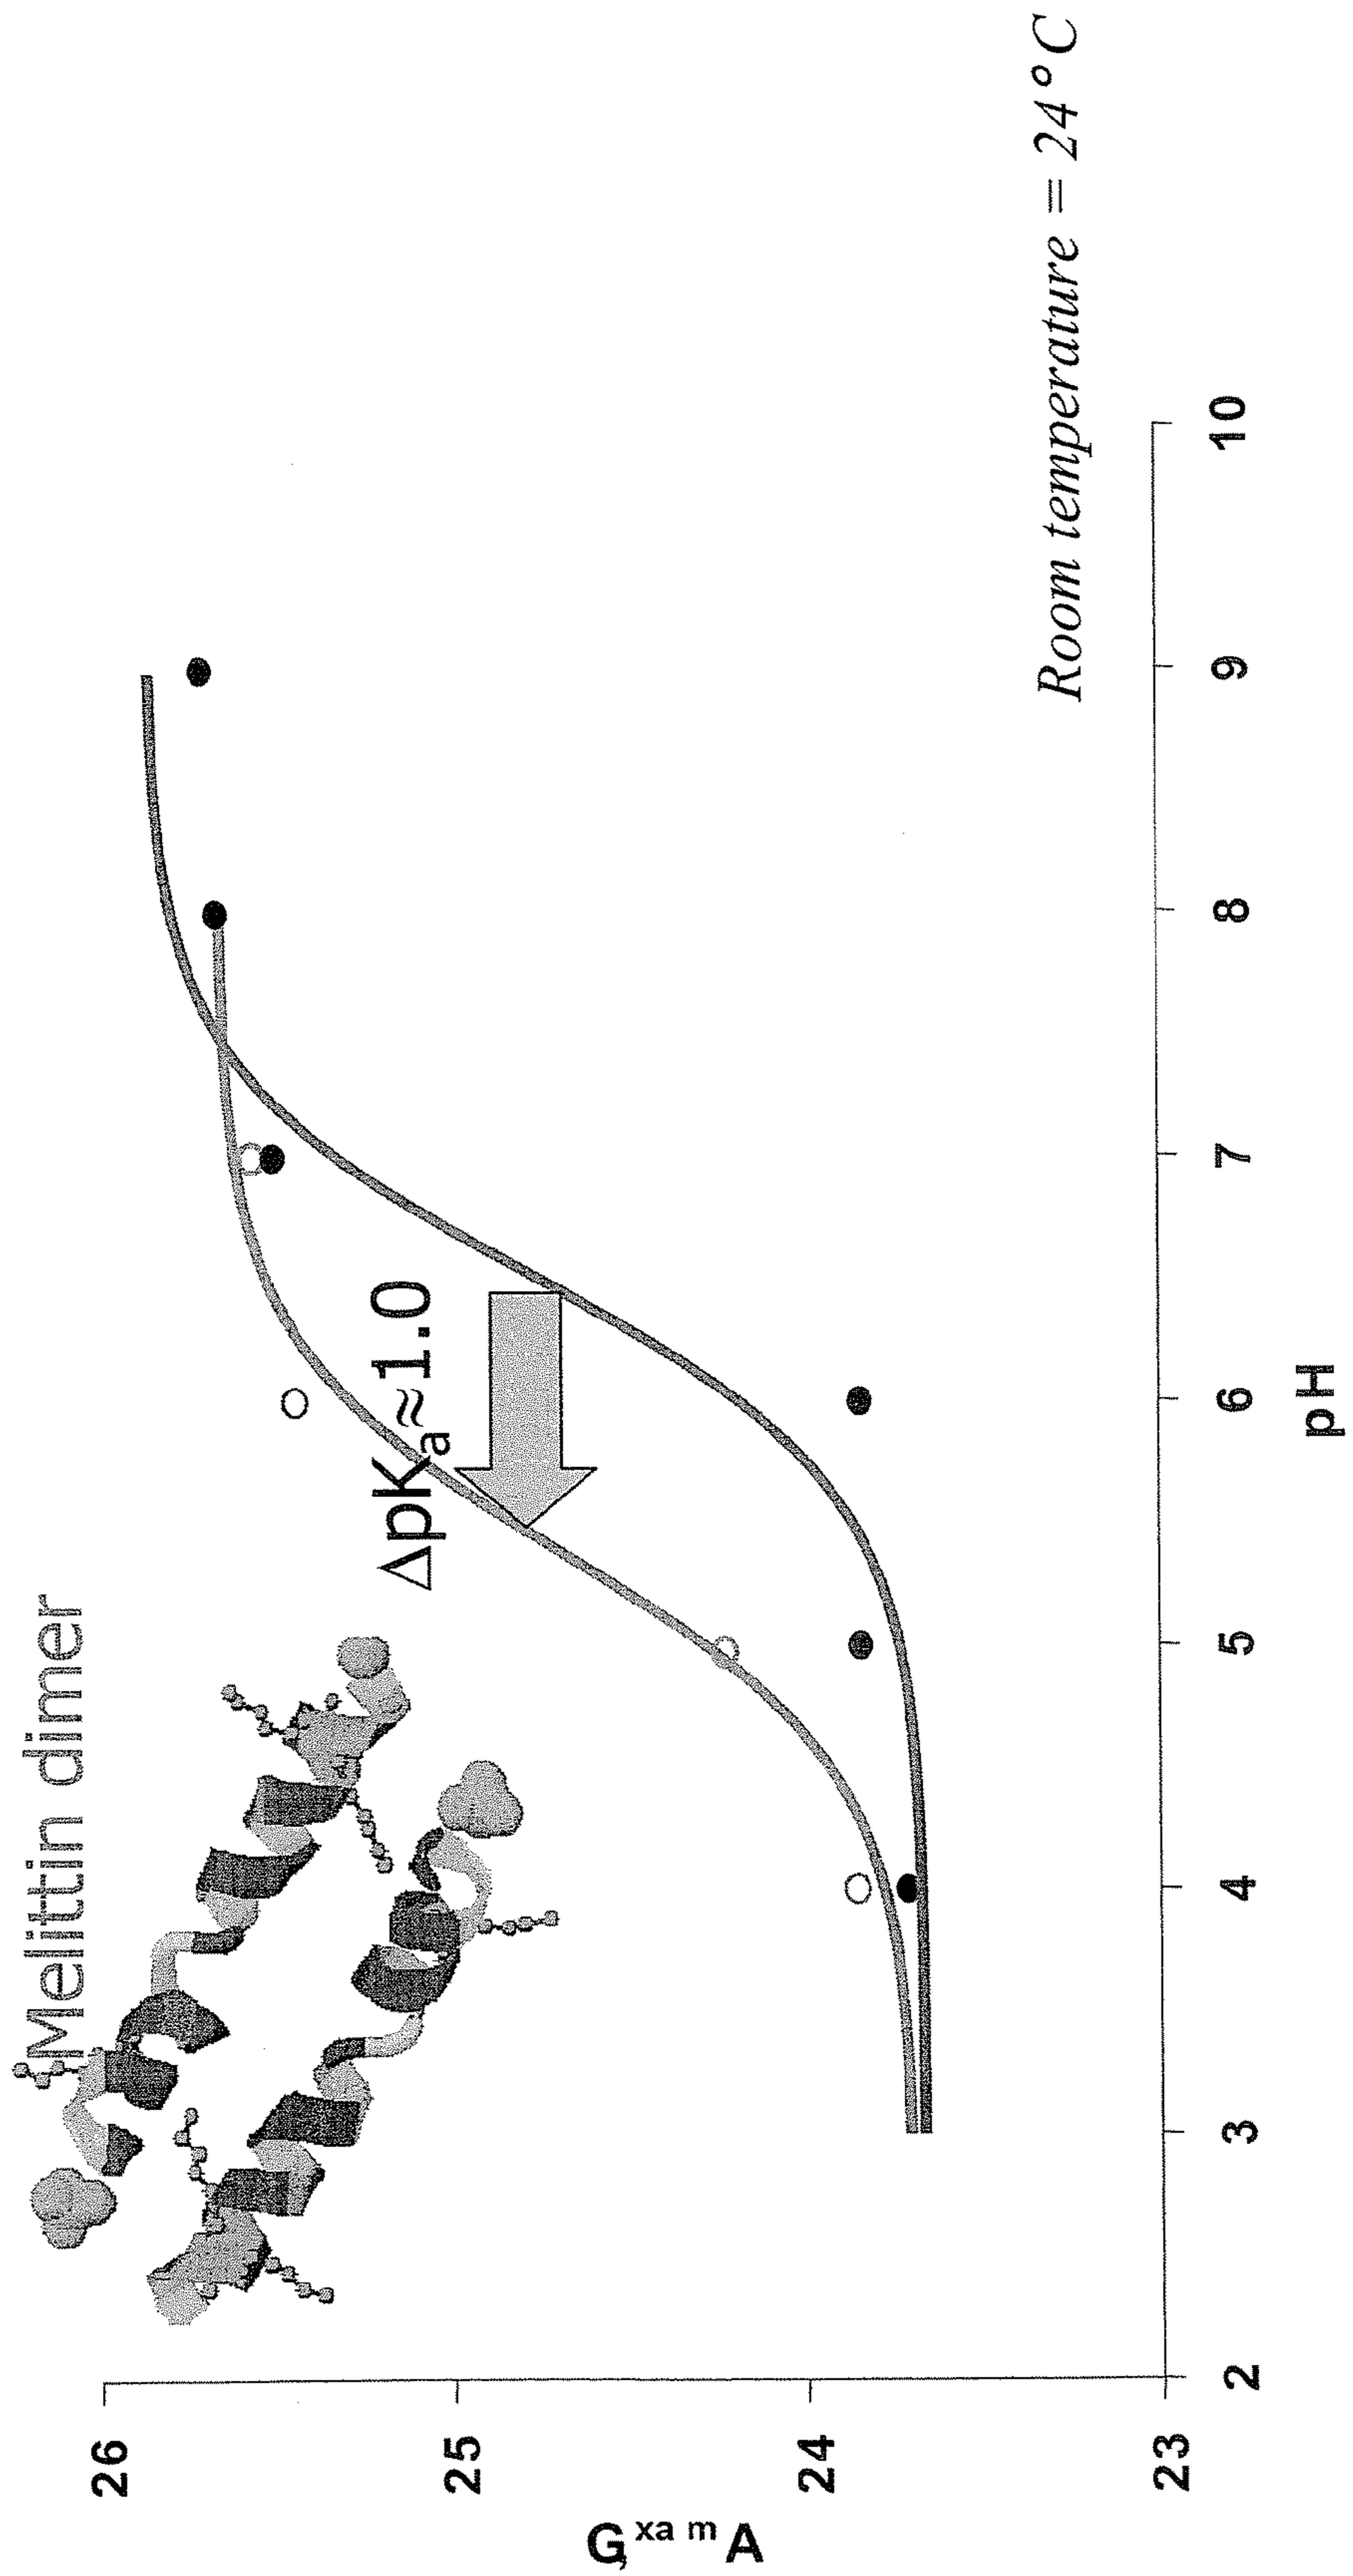 Melittin dimer
ΔpKa≈1.0
Room temperature = 24°C
26
25
24
23
A m ax, G
2 3 4 5 6 7 8 9 10
pH